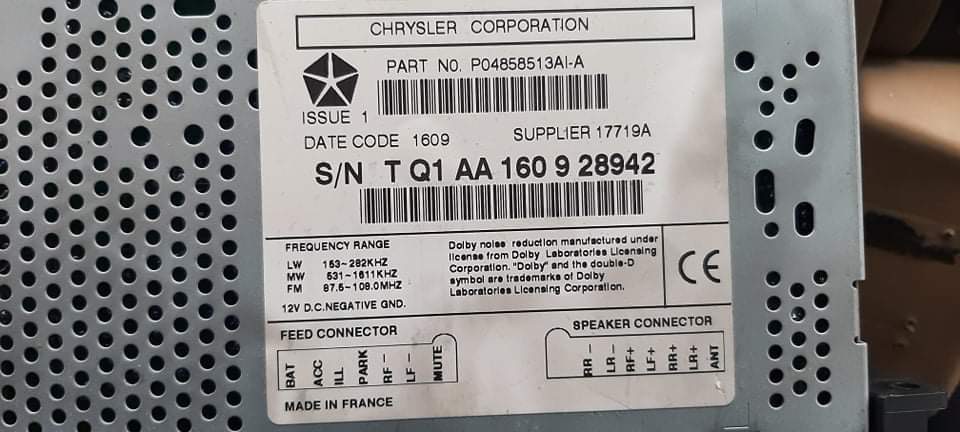 CHRYSLER CORPORATION
PART NO. P04858513AI-A
ISSUE 1
DATE CODE 1609 SUPPLIER 17719A
S/N T Q1 AA 160 9 28942
FREQUENCY RANGE
LW 153~282KHZ
MW 531~1611KHZ
FM 87.5~108.0MHZ
12V D.C.NEGATIVE GND.
Dolby noise reduction manufactured under
license from Dolby Laboratories Licensing
Corporation. "Dolby" and the double-D
symbol are trademarks of Dolby
Laboratories Licensing Corporation.
CE
FEED CONNECTOR
BAT
ACC
ILL
PARK
RF -
LF -
MUTE
SPEAKER CONNECTOR
RR -
LR -
RF+
LF+
RR+
LR+
ANT
MADE IN FRANCE